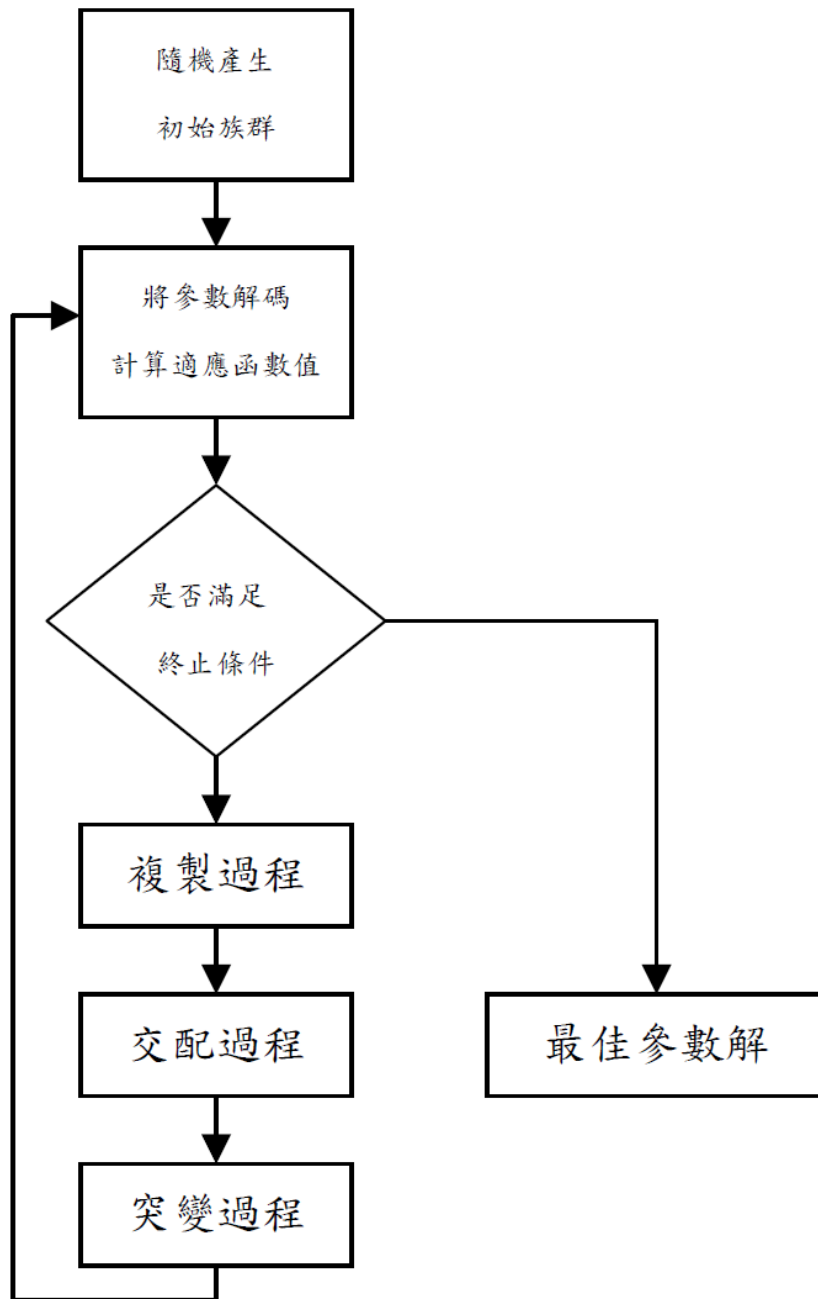 隨機產生
初始族群
將參數解碼
計算適應函數值
是否滿足
終止條件
複製過程
交配過程
最佳參數解
突變過程